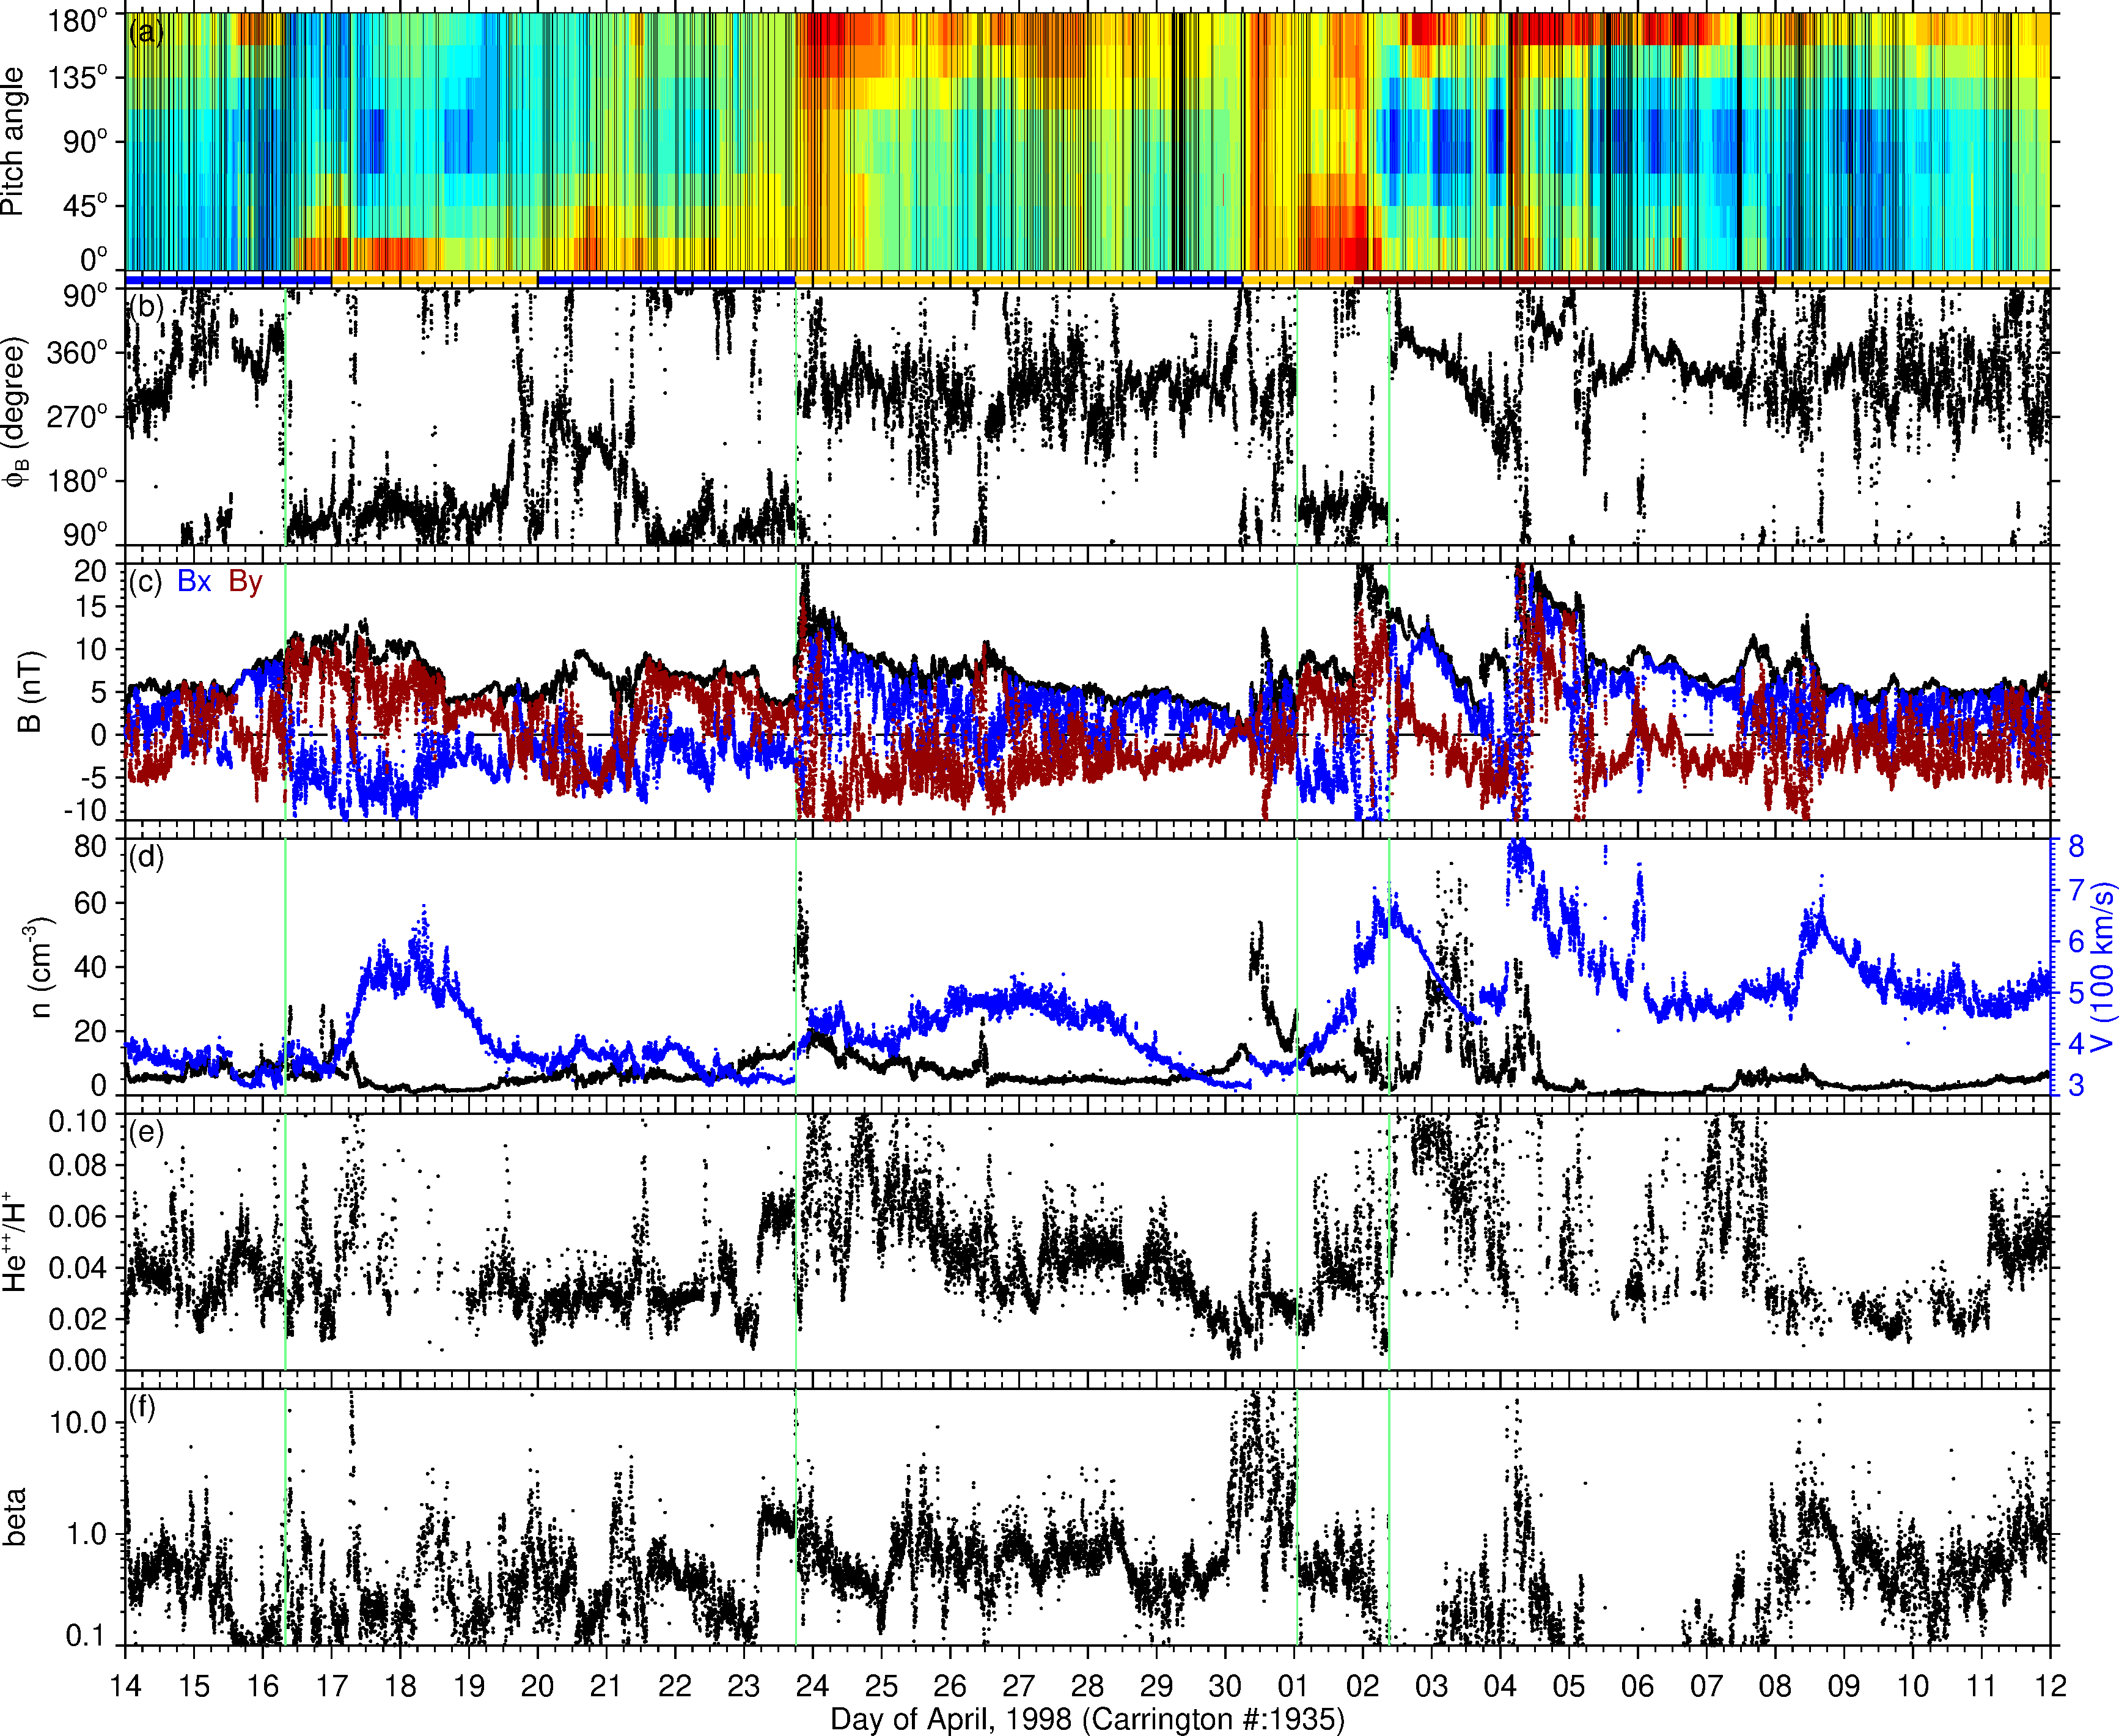 (a)
180°
135°
90°
45°
0°
Pitch angle
(b)
90°
360°
270°
180°
90°
ϕB (degree)
(c) Bx By
20
15
10
5
0
-5
-10
B (nT)
(d)
80
60
40
20
0
n (cm⁻³)
8
7
6
5
4
3
V (100 km/s)
(e)
0.10
0.08
0.06
0.04
0.02
0.00
He⁺⁺/H⁺
(f)
10.0
1.0
0.1
beta
14 15 16 17 18 19 20 21 22 23 24 25 26 27 28 29 30 01 02 03 04 05 06 07 08 09 10 11 12
Day of April, 1998 (Carrington #:1935)